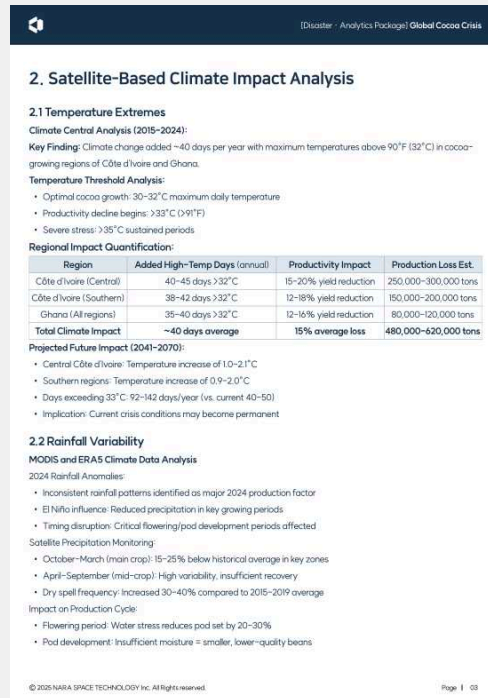 [Disaster · Analytics Package] Global Cocoa Crisis
2. Satellite-Based Climate Impact Analysis
2.1 Temperature Extremes
Climate Central Analysis (2015-2024):
Key Finding: Climate change added ~40 days per year with maximum temperatures above 90°F (32°C) in cocoa-
growing regions of Côte d'Ivoire and Ghana.
Temperature Threshold Analysis:
• Optimal cocoa growth: 30-32°C maximum daily temperature
• Productivity decline begins: >33°C (>91°F)
• Severe stress: >35°C sustained periods
Regional Impact Quantification:
Region Added High-Temp Days (annual) Productivity Impact Production Loss Est.
Côte d'Ivoire (Central) 40-45 days >32°C 15-20% yield reduction 250,000-300,000 tons
Côte d'Ivoire (Southern) 38-42 days >32°C 12-18% yield reduction 150,000-200,000 tons
Ghana (All regions) 35-40 days >32°C 12-16% yield reduction 80,000-120,000 tons
Total Climate Impact ~40 days average 15% average loss 480,000-620,000 tons
Projected Future Impact (2041-2070):
• Central Côte d'Ivoire: Temperature increase of 1.0-2.1°C
• Southern regions: Temperature increase of 0.9-2.0°C
• Days exceeding 33°C: 92-142 days/year (vs. current 40-50)
• Implication: Current crisis conditions may become permanent
2.2 Rainfall Variability
MODIS and ERA5 Climate Data Analysis
2024 Rainfall Anomalies:
• Inconsistent rainfall patterns identified as major 2024 production factor
• El Niño influence: Reduced precipitation in key growing periods
• Timing disruption: Critical flowering/pod development periods affected
Satellite Precipitation Monitoring:
• October-March (main crop): 15-25% below historical average in key zones
• April-September (mid-crop): High variability, insufficient recovery
• Dry spell frequency: Increased 30-40% compared to 2015-2019 average
Impact on Production Cycle:
• Flowering period: Water stress reduces pod set by 20-30%
• Pod development: Insufficient moisture = smaller, lower-quality beans
© 2025 NARA SPACE TECHNOLOGY Inc. All Rights reserved. Page | 03